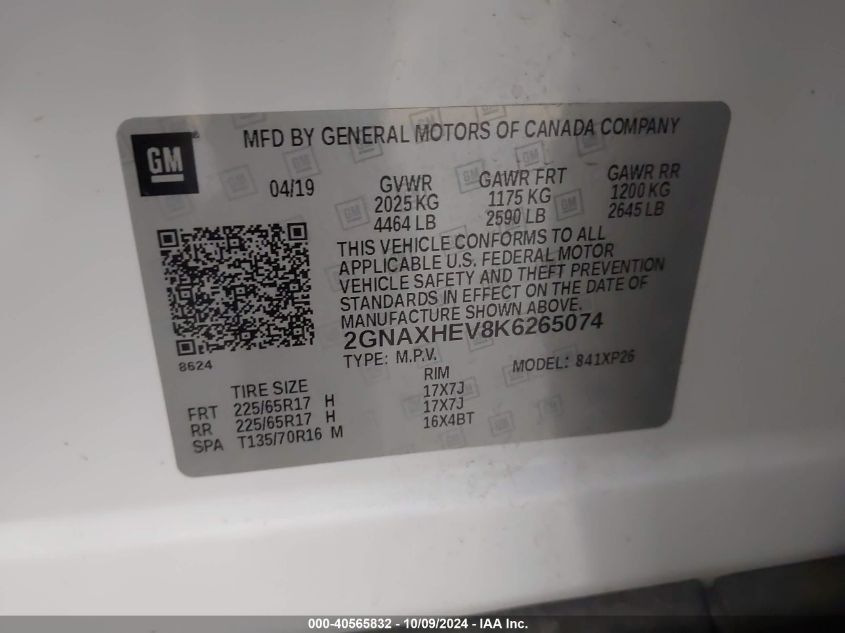 MFD BY GENERAL MOTORS OF CANADA COMPANY
GM
04/19
GVWR
2025 KG
4464 LB
GAWR FRT
1175 KG
2590 LB
GAWR RR
1200 KG
2645 LB
THIS VEHICLE CONFORMS TO ALL
APPLICABLE U.S. FEDERAL MOTOR
VEHICLE SAFETY AND THEFT PREVENTION
STANDARDS IN EFFECT ON THE DATE OF
MANUFACTURE SHOWN ABOVE.
2GNAXHEV8K6265074
8624
TYPE: M.P.V.
MODEL: 841XP26
TIRE SIZE
RIM
FRT 225/65R17 H 17X7J
RR 225/65R17 H 17X7J
SPA T135/70R16 M 16X4BT
000-40565832 - 10/09/2024 - IAA Inc.